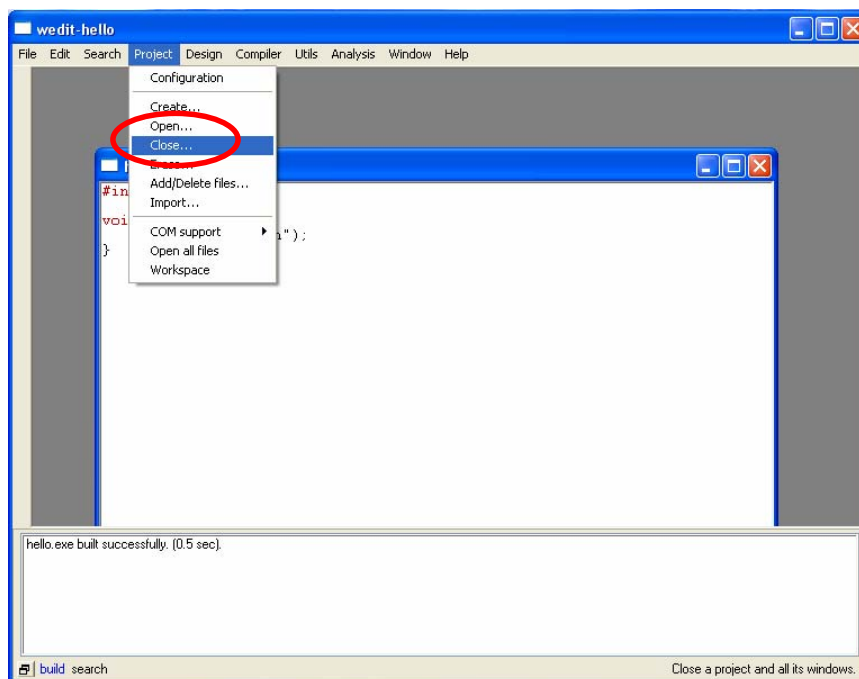 wedit-hello
File Edit Search Project Design Compiler Utils Analysis Window Help
Configuration
Create...
Open...
Close...
Erase...
Add/Delete files...
Import...
COM support
Open all files
Workspace
#in
voi
");
}
hello.exe built successfully. (0.5 sec).
build search
Close a project and all its windows.